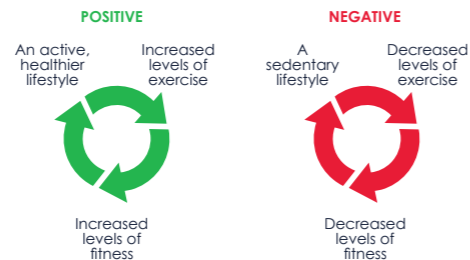 POSITIVE
An active,
healthier
lifestyle
Increased
levels of
exercise
Increased
levels of
fitness
NEGATIVE
A
sedentary
lifestyle
Decreased
levels of
exercise
Decreased
levels of
fitness